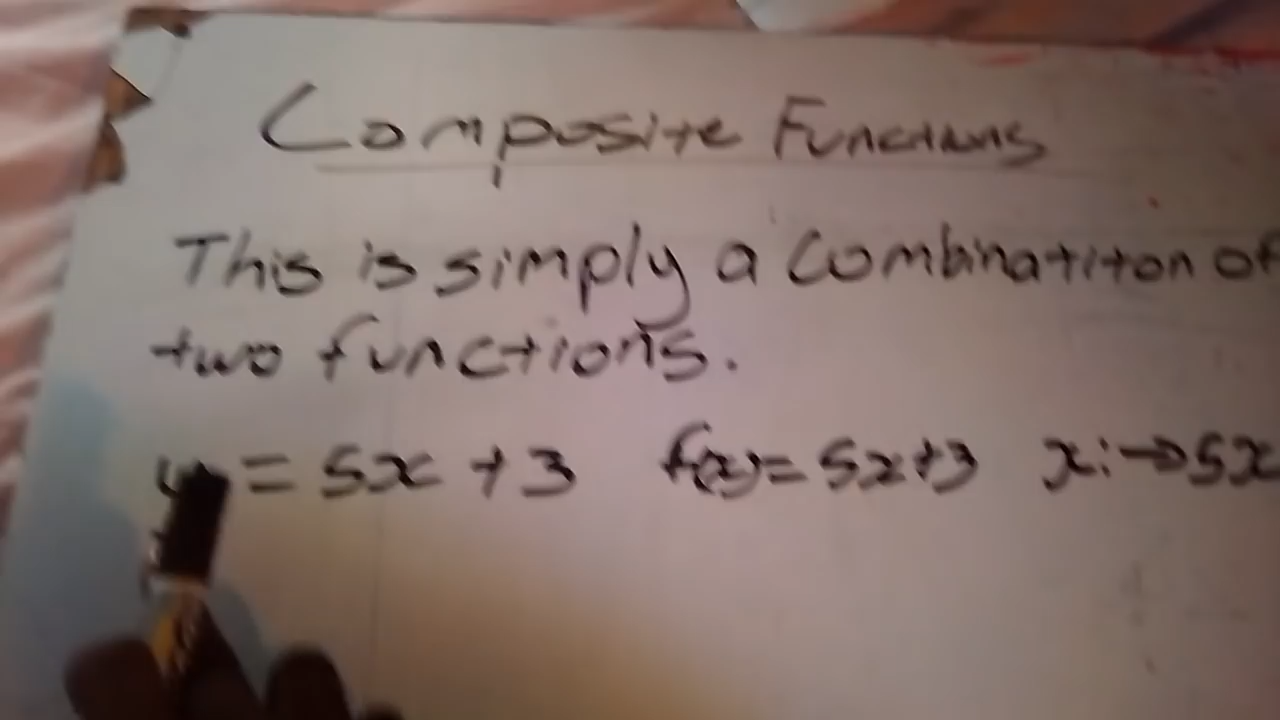 Composite Functions
This is simply a Combinatiton of
two functions.
y = 5x + 3 f(x) = 5x+3 x:→5x